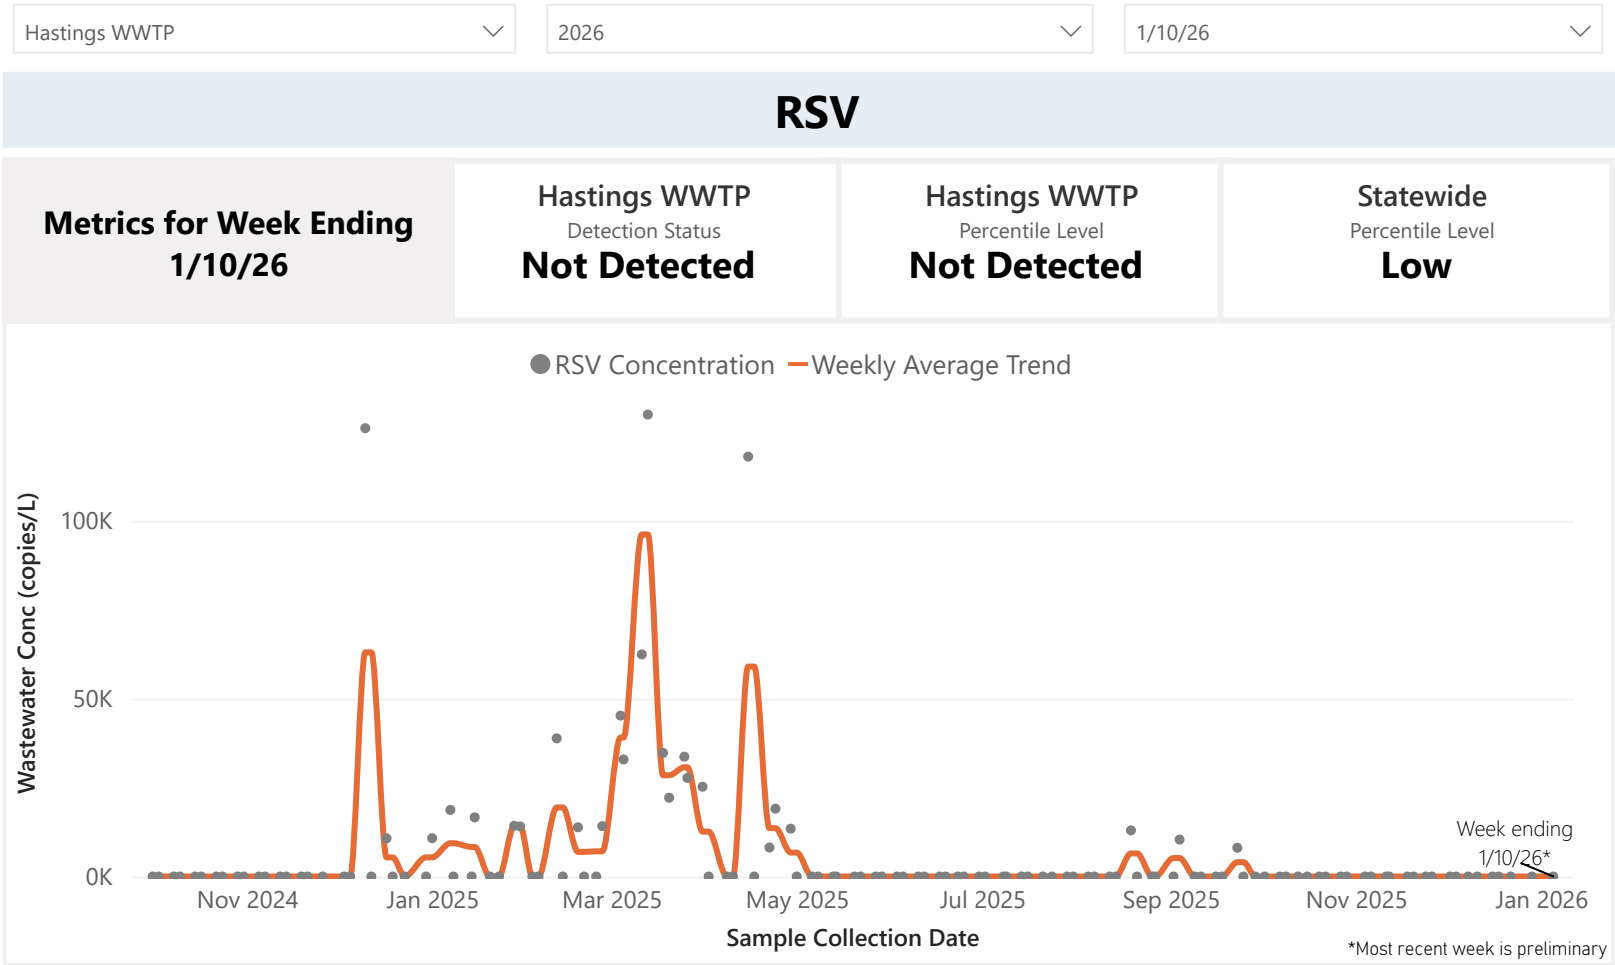 Hastings WWTP
2026
1/10/26
RSV
Metrics for Week Ending
1/10/26
Hastings WWTP
Detection Status
Not Detected
Hastings WWTP
Percentile Level
Not Detected
Statewide
Percentile Level
Low
RSV Concentration
Weekly Average Trend
Wastewater Conc (copies/L)
100K
50K
0K
Week ending
1/10/26*
Nov 2024
Jan 2025
Mar 2025
May 2025
Jul 2025
Sep 2025
Nov 2025
Jan 2026
Sample Collection Date
*Most recent week is preliminary